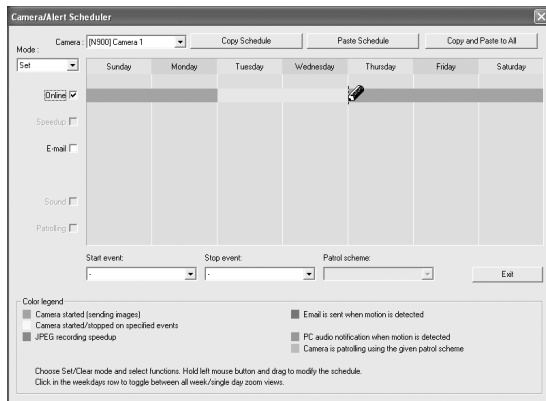 Camera/Alert Scheduler
Mode :
Camera : [N900] Camera 1
Copy Schedule
Paste Schedule
Copy and Paste to All
Set
Sunday Monday Tuesday Wednesday Thursday Friday Saturday
Online
Speedup
E-mail
Sound
Patrolling
Start event: Stop event: Patrol scheme:
- -
Exit
Color legend
Camera started (sending images)
Camera started/stopped on specified events
JPEG recording speedup
Email is sent when motion is detected
PC audio notification when motion is detected
Camera is patrolling using the given patrol scheme
Choose Set/Clear mode and select functions. Hold left mouse button and drag to modify the schedule.
Click in the weekdays row to toggle between all week/single day zoom views.